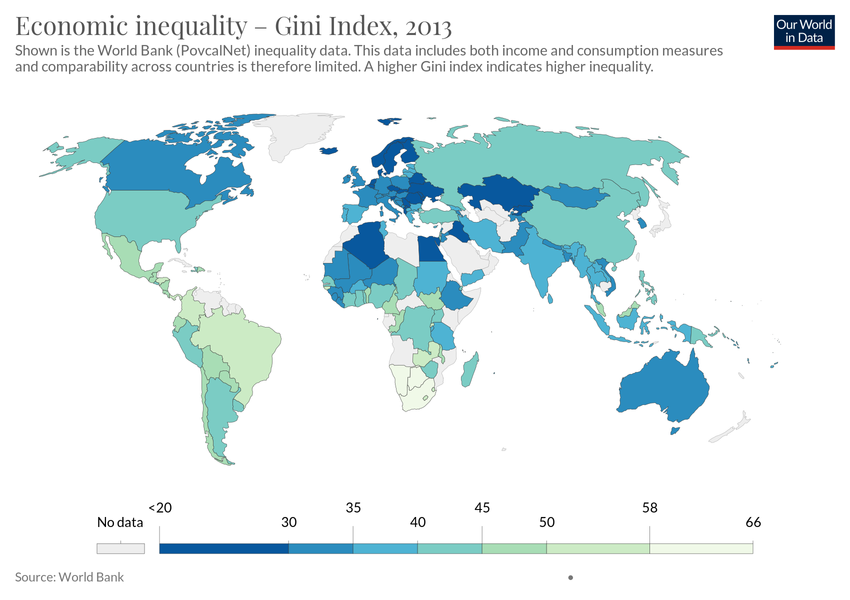 Economic inequality – Gini Index, 2013
Shown is the World Bank (PovcalNet) inequality data. This data includes both income and consumption measures
and comparability across countries is therefore limited. A higher Gini index indicates higher inequality.
Our World
in Data
<20 35 40 45 58
No data 30 50 66
Source: World Bank